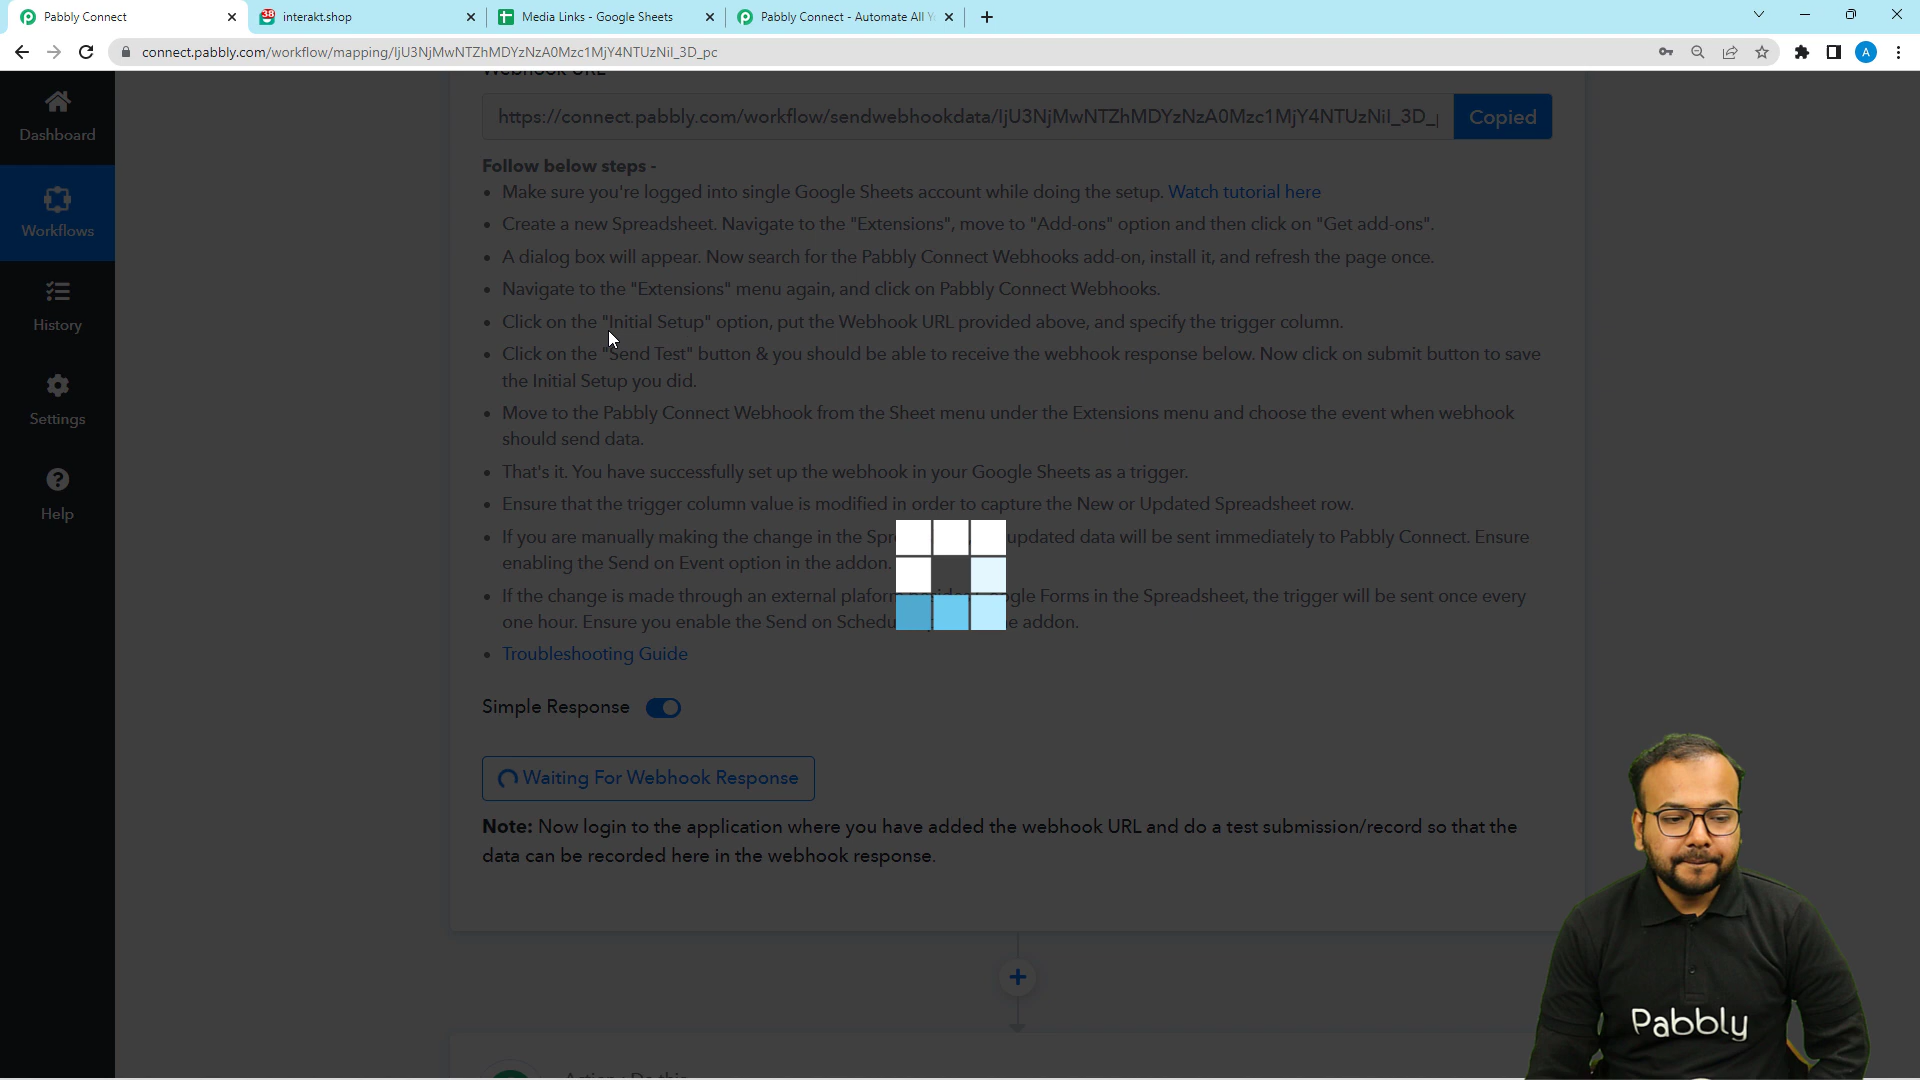 Pabbly Connect
38
interakt.shop
Media Links - Google Sheets
Pabbly Connect - Automate All Y
connect.pabbly.com/workflow/mapping/IjU3NjMwNTZhMDYzNzA0Mzc1MjY4NTUzNiI_3D_pc
A
Webhook URL
Dashboard
https://connect.pabbly.com/workflow/sendwebhookdata/IjU3NjMwNTZhMDYzNzA0Mzc1MjY4NTUzNiI_3D_
Copied
Follow below steps -
Make sure you're logged into single Google Sheets account while doing the setup. Watch tutorial here
Workflows
Create a new Spreadsheet. Navigate to the "Extensions", move to "Add-ons" option and then click on "Get add-ons".
A dialog box will appear. Now search for the Pabbly Connect Webhooks add-on, install it, and refresh the page once.
Navigate to the "Extensions" menu again, and click on Pabbly Connect Webhooks.
History
Click on the "Initial Setup" option, put the Webhook URL provided above, and specify the trigger column.
Click on the "Send Test" button & you should be able to receive the webhook response below. Now click on submit button to save
the Initial Setup you did.
Settings
Move to the Pabbly Connect Webhook from the Sheet menu under the Extensions menu and choose the event when webhook
should send data.
That's it. You have successfully set up the webhook in your Google Sheets as a trigger.
Help
Ensure that the trigger column value is modified in order to capture the New or Updated Spreadsheet row.
If you are manually making the change in the Spr updated data will be sent immediately to Pabbly Connect. Ensure
enabling the Send on Event option in the addon.
If the change is made through an external plaform gle Forms in the Spreadsheet, the trigger will be sent once every
one hour. Ensure you enable the Send on Schedu e addon.
Troubleshooting Guide
Simple Response
Waiting For Webhook Response
Note: Now login to the application where you have added the webhook URL and do a test submission/record so that the
data can be recorded here in the webhook response.
Pabbly
Action : Do this